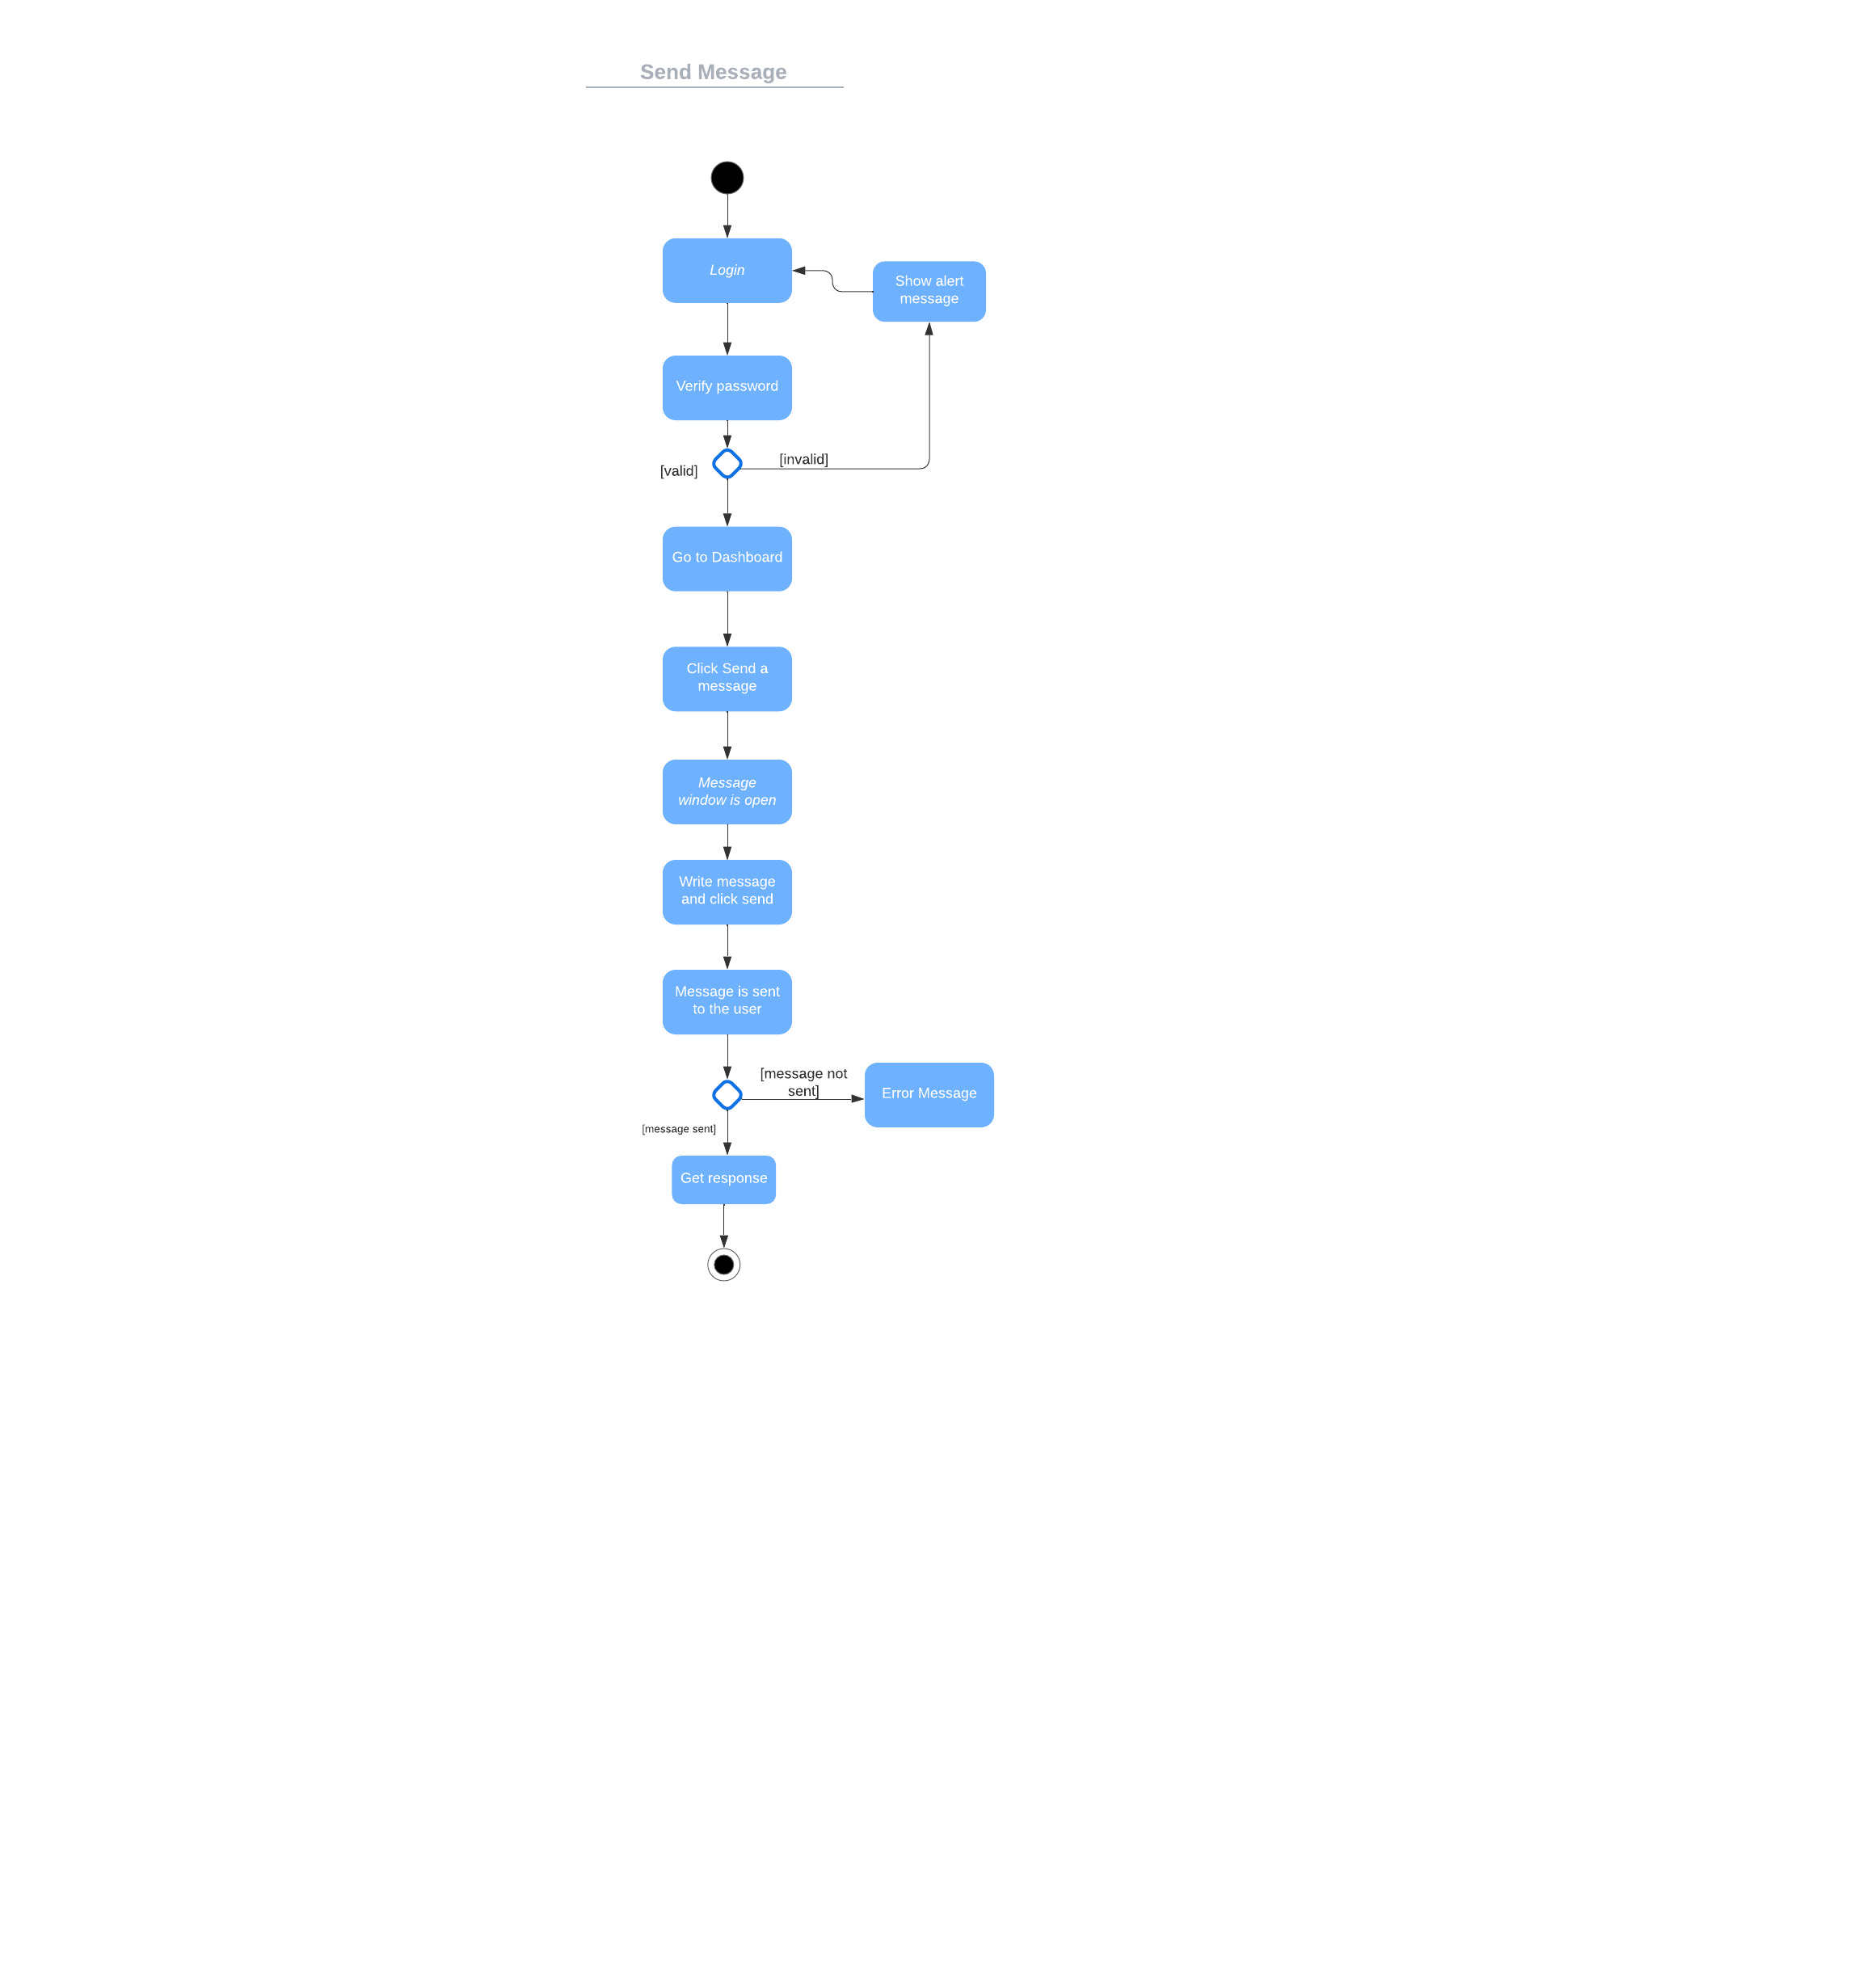 Send Message
Login
Show alert
message
Verify password
[invalid]
[valid]
Go to Dashboard
Click Send a
message
Message
window is open
Write message
and click send
Message is sent
to the user
[message not
sent]
Error Message
[message sent]
Get response